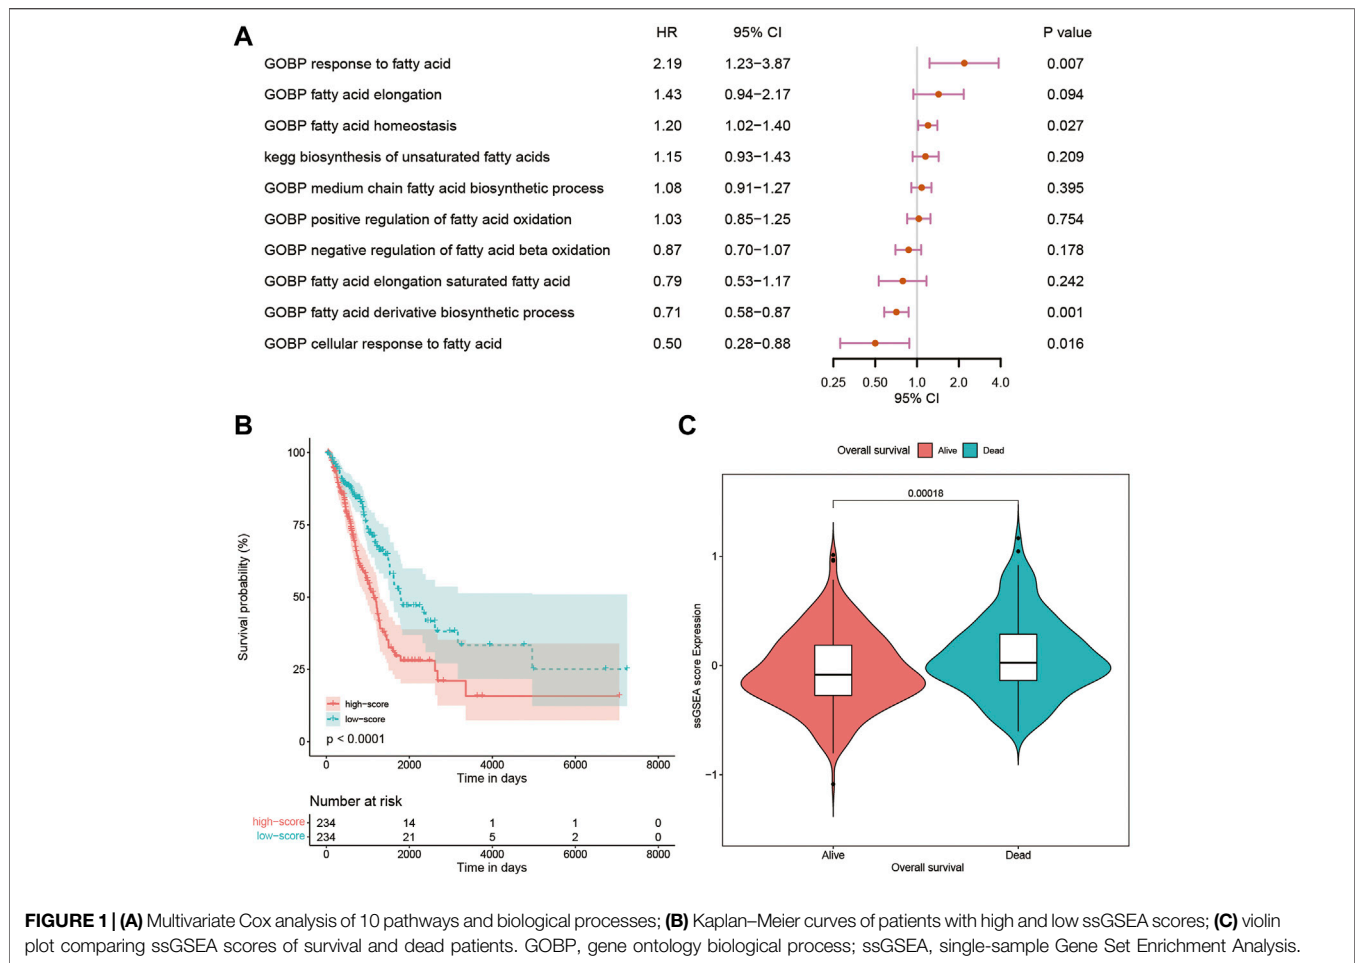 A
HR 95% CI P value
GOBP response to fatty acid 2.19 1.23−3.87 0.007
GOBP fatty acid elongation 1.43 0.94−2.17 0.094
GOBP fatty acid homeostasis 1.20 1.02−1.40 0.027
kegg biosynthesis of unsaturated fatty acids 1.15 0.93−1.43 0.209
GOBP medium chain fatty acid biosynthetic process 1.08 0.91−1.27 0.395
GOBP positive regulation of fatty acid oxidation 1.03 0.85−1.25 0.754
GOBP negative regulation of fatty acid beta oxidation 0.87 0.70−1.07 0.178
GOBP fatty acid elongation saturated fatty acid 0.79 0.53−1.17 0.242
GOBP fatty acid derivative biosynthetic process 0.71 0.58−0.87 0.001
GOBP cellular response to fatty acid 0.50 0.28−0.88 0.016
0.25 0.50 1.0 2.0 4.0
95% CI
B
Survival probability (%)
100
75
50
25
0
high−score
low−score
p < 0.0001
0 2000 4000 6000 8000
Time in days
Number at risk
high−score 234 14 1 1 0
low−score 234 21 5 2 0
0 2000 4000 6000 8000
Time in days
C
Overall survival Alive Dead
0.00018
ssGSEA score Expression
1
0
−1
Alive Dead
Overall survival
FIGURE 1 | (A) Multivariate Cox analysis of 10 pathways and biological processes; (B) Kaplan–Meier curves of patients with high and low ssGSEA scores; (C) violin
plot comparing ssGSEA scores of survival and dead patients. GOBP, gene ontology biological process; ssGSEA, single-sample Gene Set Enrichment Analysis.